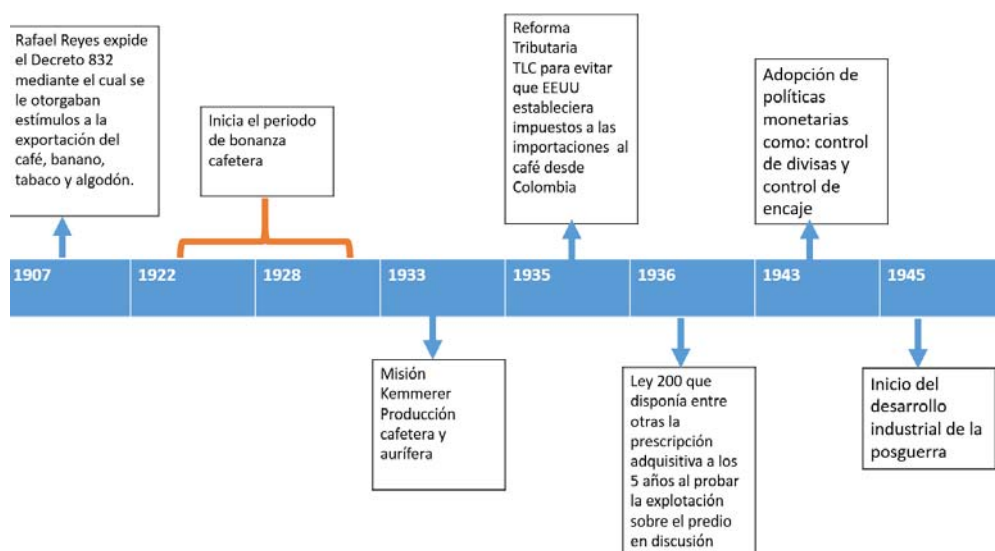 Rafael Reyes expide
el Decreto 832
mediante el cual se
le otorgaban
estímulos a la
exportación del
café, banano,
tabaco y algodón.
Inicia el periodo
de bonanza
cafetera
Reforma
Tributaria
TLC para evitar
que EEUU
estableciera
impuestos a las
importaciones al
café desde
Colombia
Adopción de
políticas
monetarias
como: control de
divisas y
control de
encaje
1907 1922 1928 1933 1935 1936 1943 1945
Misión
Kemmerer
Producción
cafetera y
aurífera
Ley 200 que
disponía entre
otras la
prescripción
adquisitiva a los
5 años al probar
la explotación
sobre el predio
en discusión
Inicio del
desarrollo
industrial de la
posguerra